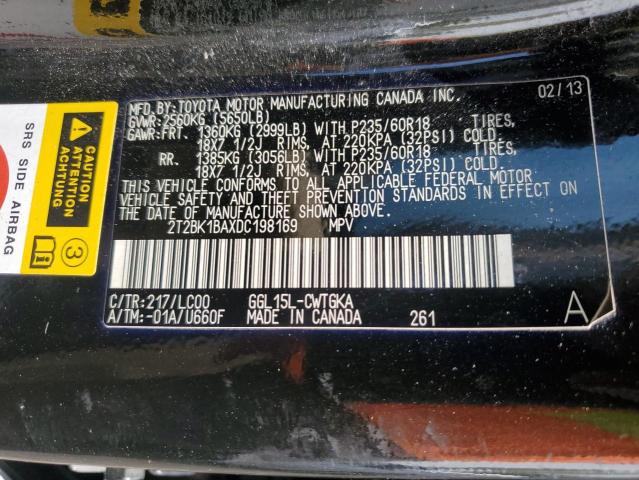 MFD.BY:TOYOTA MOTOR MANUFACTURING CANADA INC. 02/13
GVWR:2560KG (5650LB)
GAWR:FRT. 1360KG (2999LB) WITH P235/60R18 TIRES,
18X7 1/2J RIMS, AT 220KPA (32PSI) COLD.
RR. 1385KG (3056LB) WITH P235/60R18 TIRES,
18X7 1/2J RIMS, AT 220KPA (32PSI) COLD.
THIS VEHICLE CONFORMS TO ALL APPLICABLE FEDERAL MOTOR
VEHICLE SAFETY AND THEFT PREVENTION STANDARDS IN EFFECT ON
THE DATE OF MANUFACTURE SHOWN ABOVE.
2T2BK1BAXDC198169 MPV
C/TR:217/LC00 GGL15L-CWTGKA A
A/TM:-01A/U660F MADE IN CANADA 261
SRS SIDE AIRBAG
Caution
Achtung
3